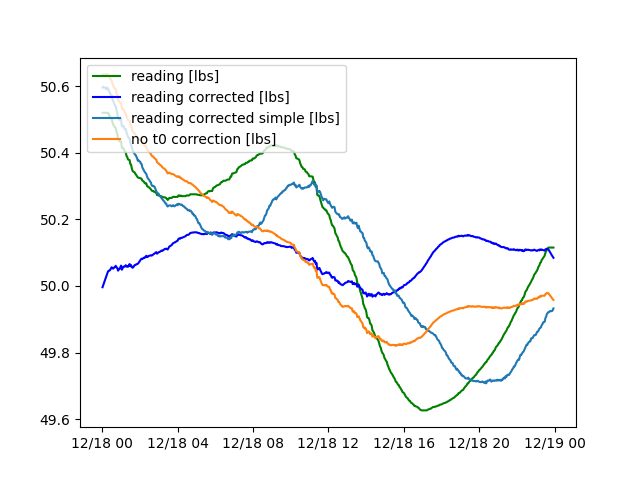 reading [lbs]
reading corrected [lbs]
reading corrected simple [lbs]
no t0 correction [lbs]
50.6
50.4
50.2
50.0
49.8
49.6
12/18 00 12/18 04 12/18 08 12/18 12 12/18 16 12/18 20 12/19 00